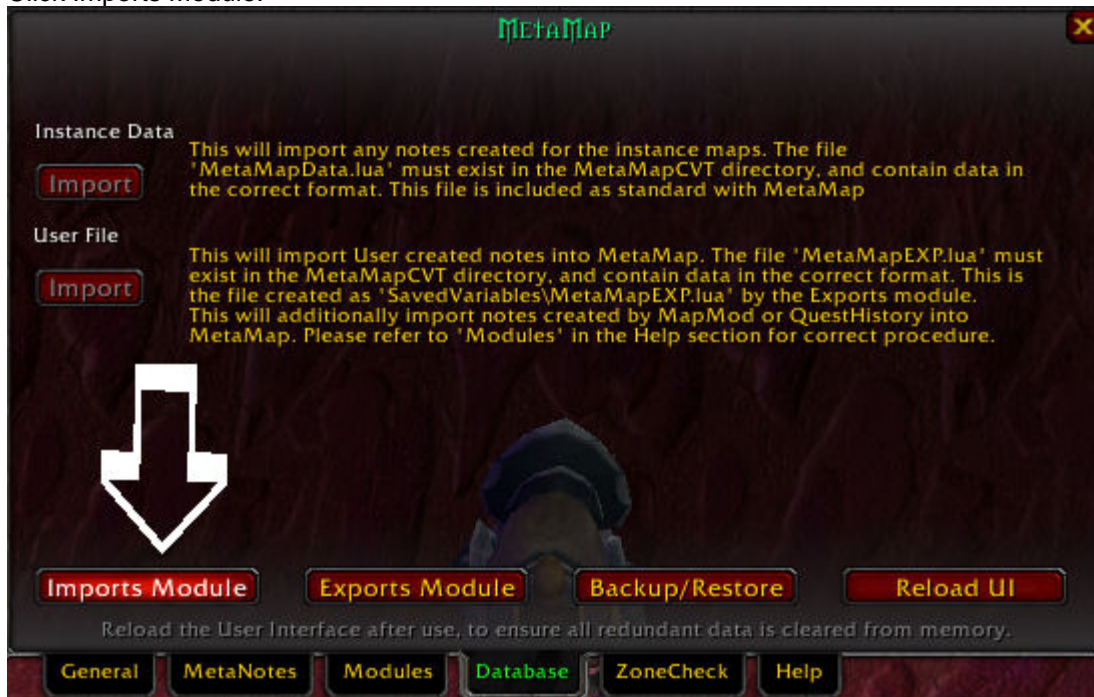 Click Imports Module.
MetaMap
Instance Data
This will import any notes created for the instance maps. The file
'MetaMapData.lua' must exist in the MetaMapCVT directory, and contain data in
the correct format. This file is included as standard with MetaMap
Import
User File
This will import User created notes into MetaMap. The file 'MetaMapEXP.lua' must
exist in the MetaMapCVT directory, and contain data in the correct format. This is
the file created as 'SavedVariables\MetaMapEXP.lua' by the Exports module.
This will additionally import notes created by MapMod or QuestHistory into
MetaMap. Please refer to 'Modules' in the Help section for correct procedure.
Import
Imports Module
Exports Module
Backup/Restore
Reload UI
Reload the User Interface after use, to ensure all redundant data is cleared from memory.
General
MetaNotes
Modules
Database
ZoneCheck
Help